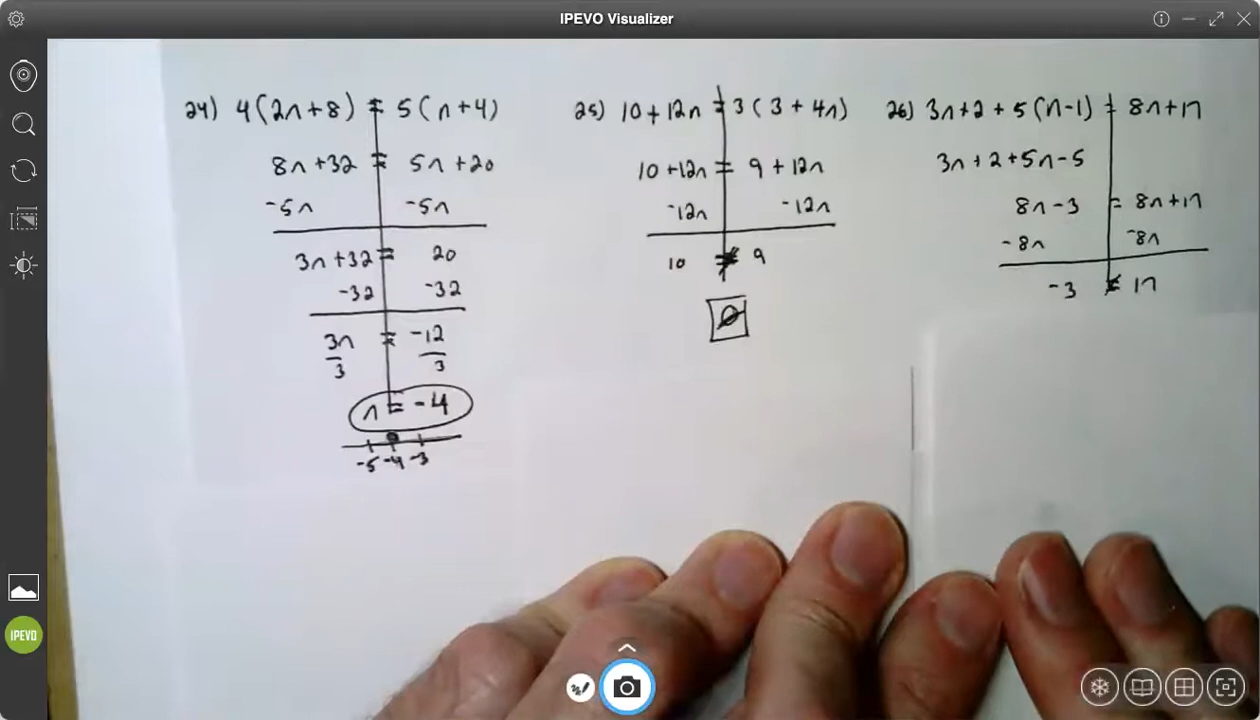 IPEVO Visualizer
24) 4(2n+8) = 5(n+4)
8n+32 = 5n+20
-5n -5n
3n+32 = 20
-32 -32
3n = -12
3 3
n = -4
-5 -4 -3
25) 10+12n = 3(3+4n)
10+12n = 9+12n
-12n -12n
10 ≠ 9
∅
26) 3n+2+5(n-1) = 8n+17
3n+2+5n-5
8n-3 = 8n+17
-8n -8n
-3 ≠ 17
IPEVO